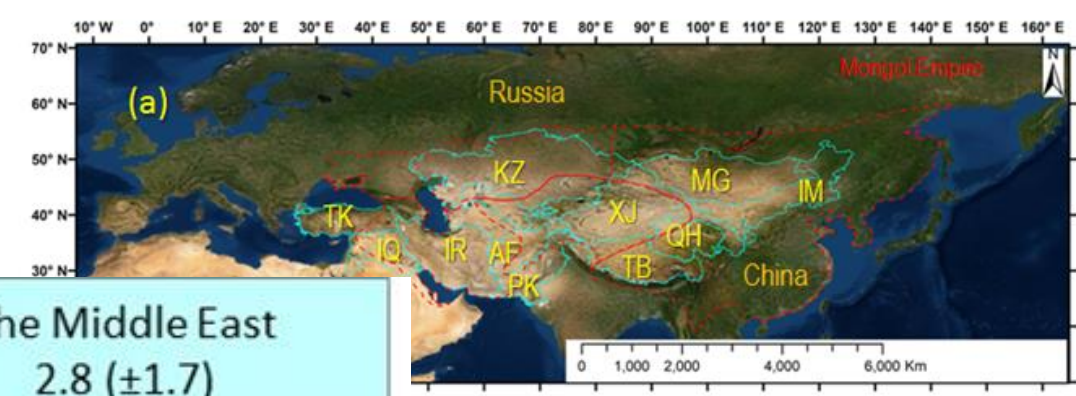 10° W 0° 10° E 20° E 30° E 40° E 50° E 60° E 70° E 80° E 90° E 100° E 110° E 120° E 130° E 140° E 150° E 160° E
70° N
60° N
50° N
40° N
30° N
(a)
Russia
Mongol Empire
N
KZ
MG
IM
TK
XJ
IQ
IR
AF
QH
PK
TB
China
0 1,000 2,000 4,000 6,000 Km
he Middle East
2.8 (±1.7)